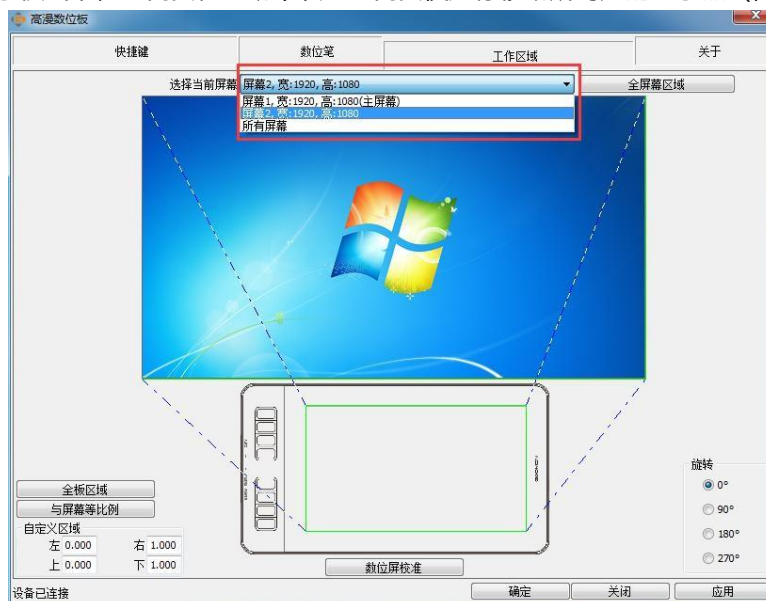 高漫数位板
快捷键
数位笔
工作区域
关于
选择当前屏幕
屏幕2, 宽:1920, 高:1080
全屏幕区域
屏幕1, 宽:1920, 高:1080(主屏幕)
屏幕2, 宽:1920, 高:1080
所有屏幕
全板区域
与屏幕等比例
自定义区域
左 0.000 右 1.000
上 0.000 下 1.000
旋转
0°
90°
180°
270°
数位屏校准
设备已连接
确定
关闭
应用